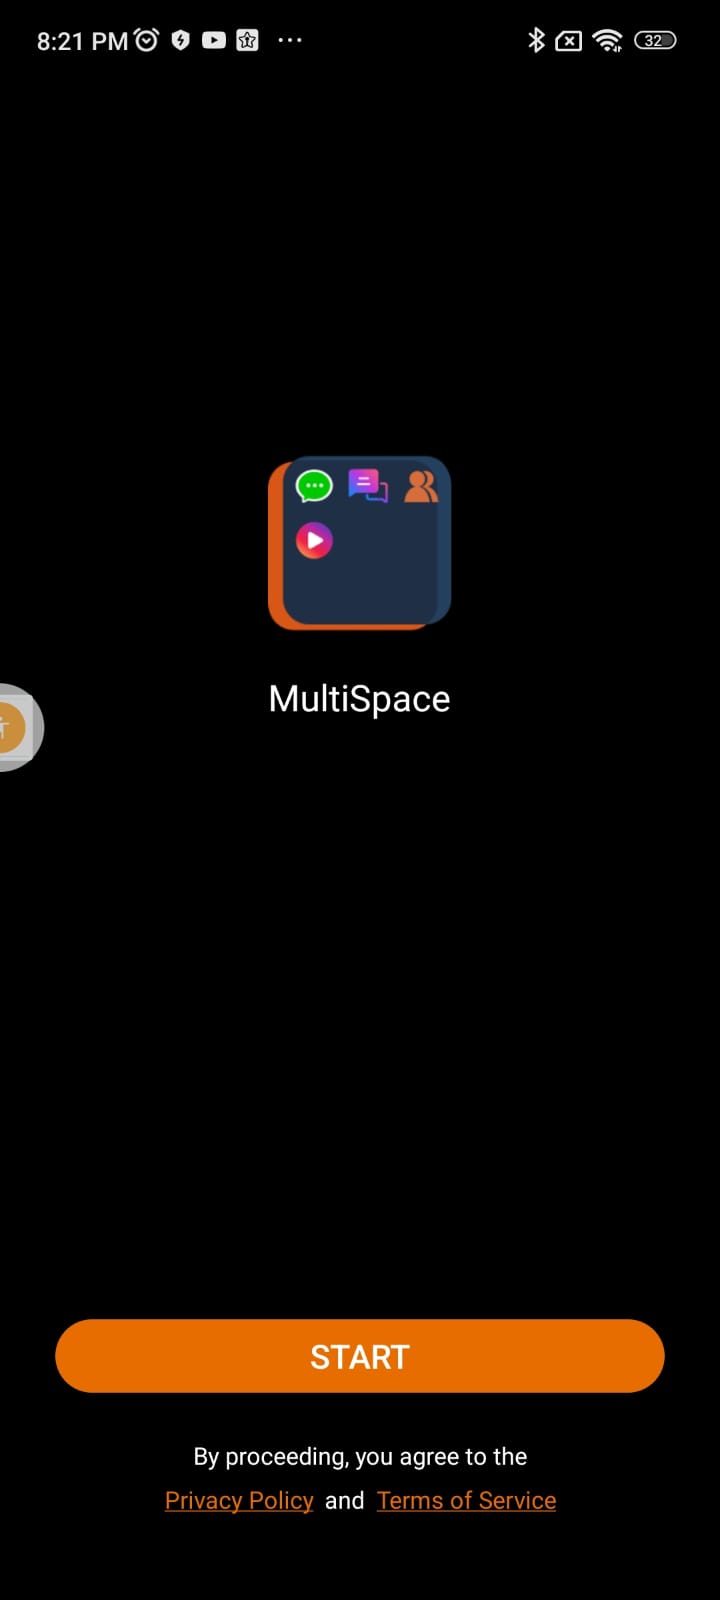 8:21 PM
32
MultiSpace
START
By proceeding, you agree to the
Privacy Policy and Terms of Service